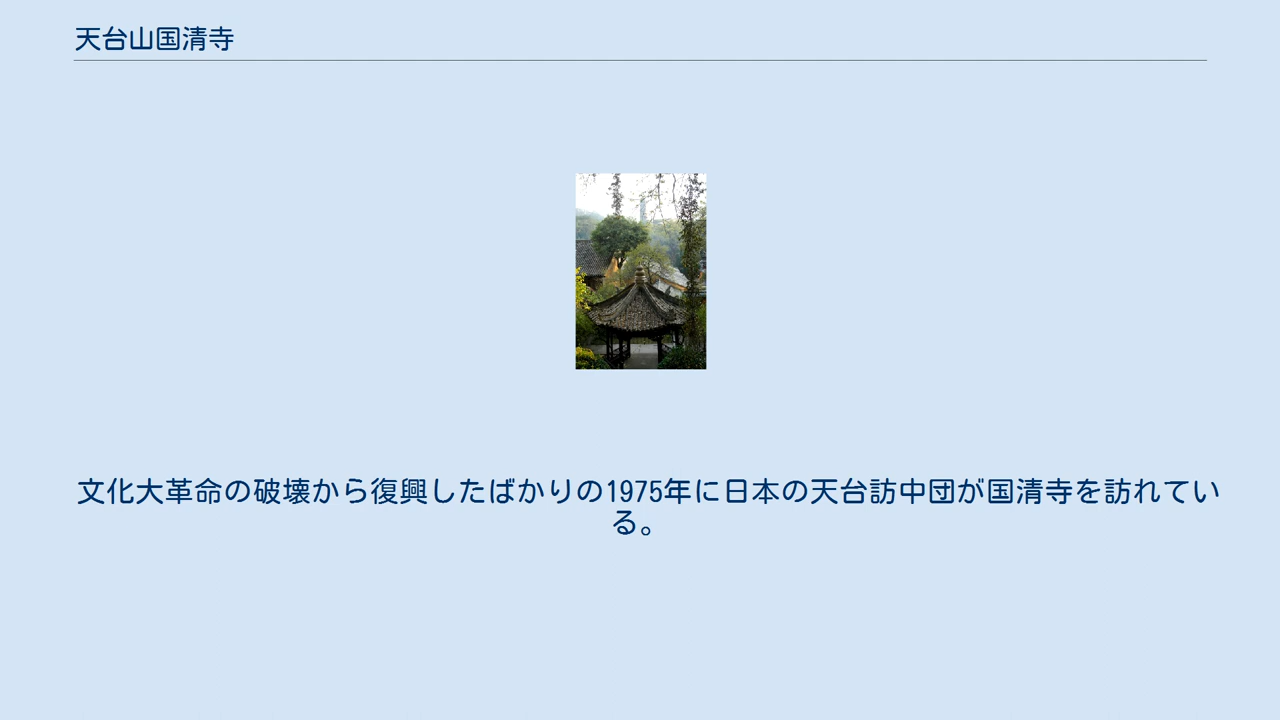 天台山国清寺
文化大革命の破壊から復興したばかりの1975年に日本の天台訪中団が国清寺を訪れてい
る。